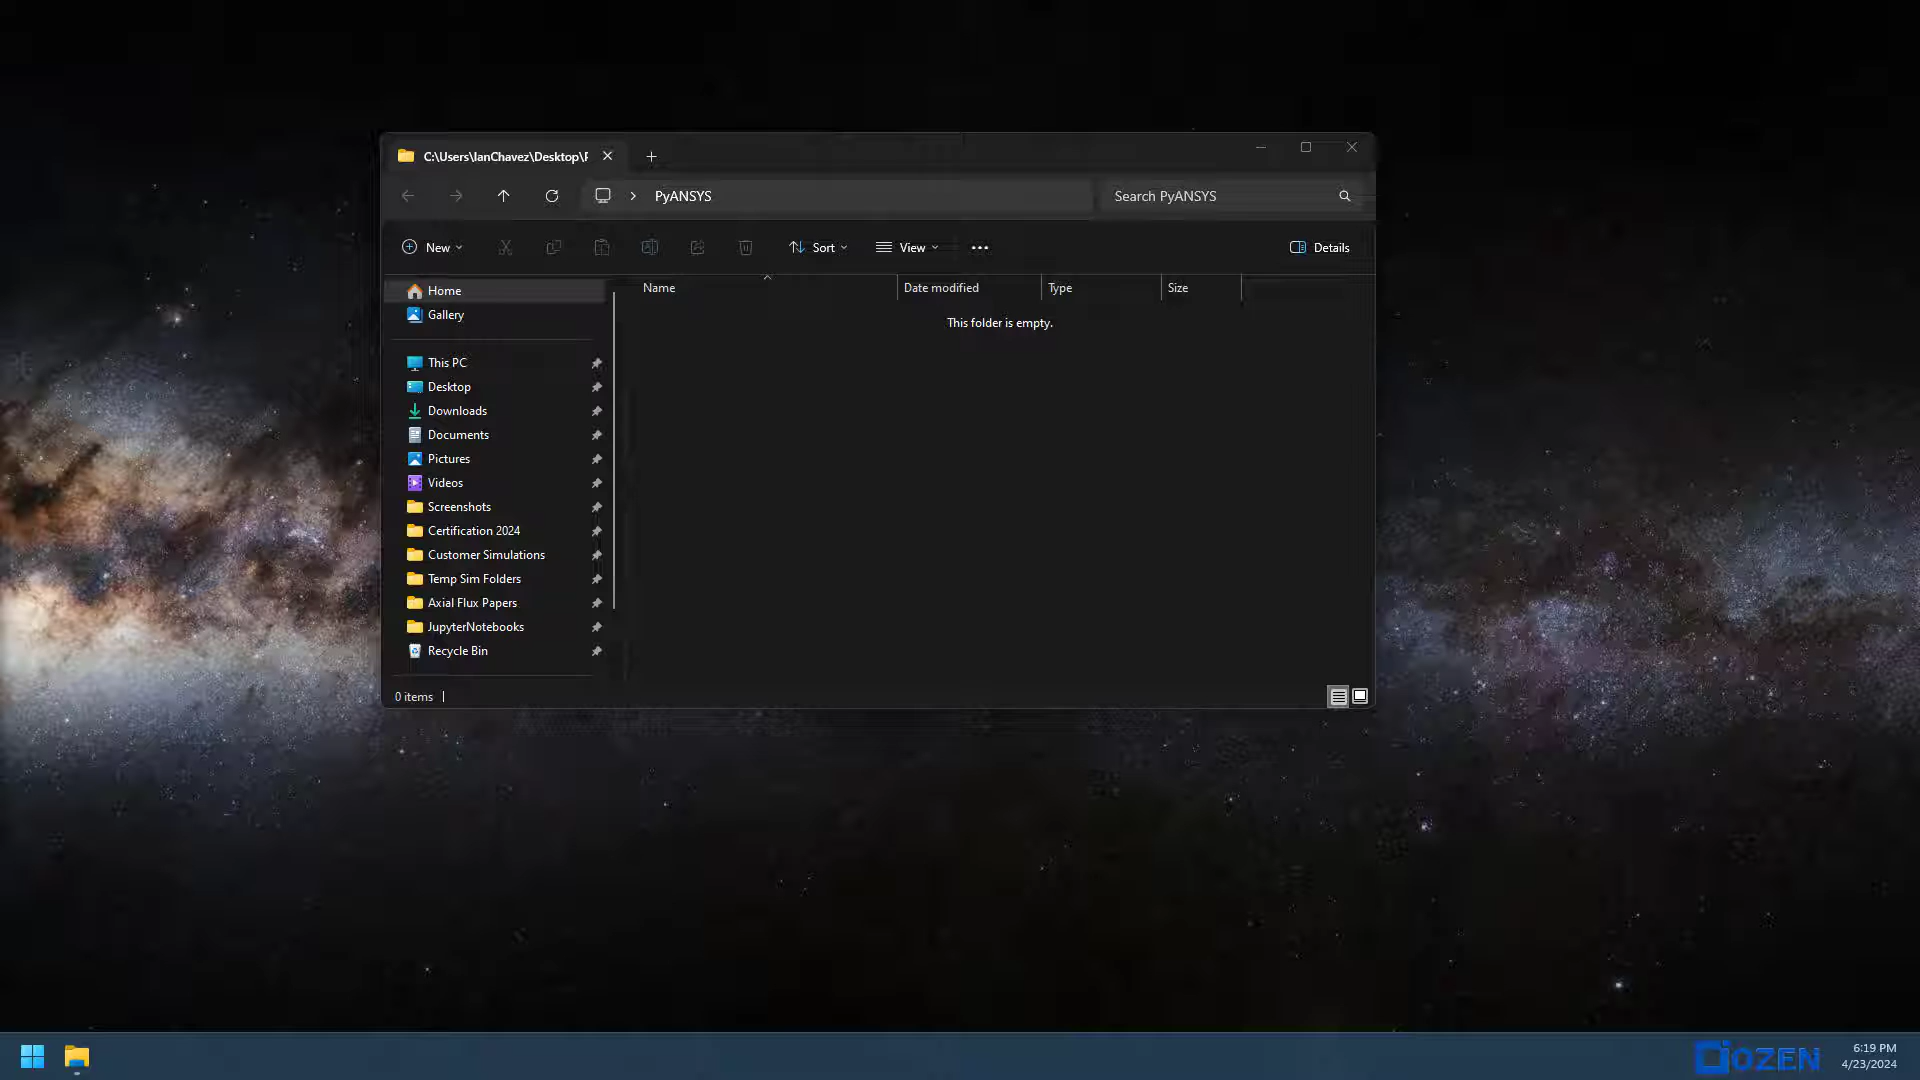 C:\Users\IanChavez\Desktop\P
PyANSYS
Search PyANSYS
New
Sort
View
Details
Name
Date modified
Type
Size
This folder is empty.
Home
Gallery
This PC
Desktop
Downloads
Documents
Pictures
Videos
Screenshots
Certification 2024
Customer Simulations
Temp Sim Folders
Axial Flux Papers
JupyterNotebooks
Recycle Bin
0 items
OZEN
6:19 PM
4/23/2024